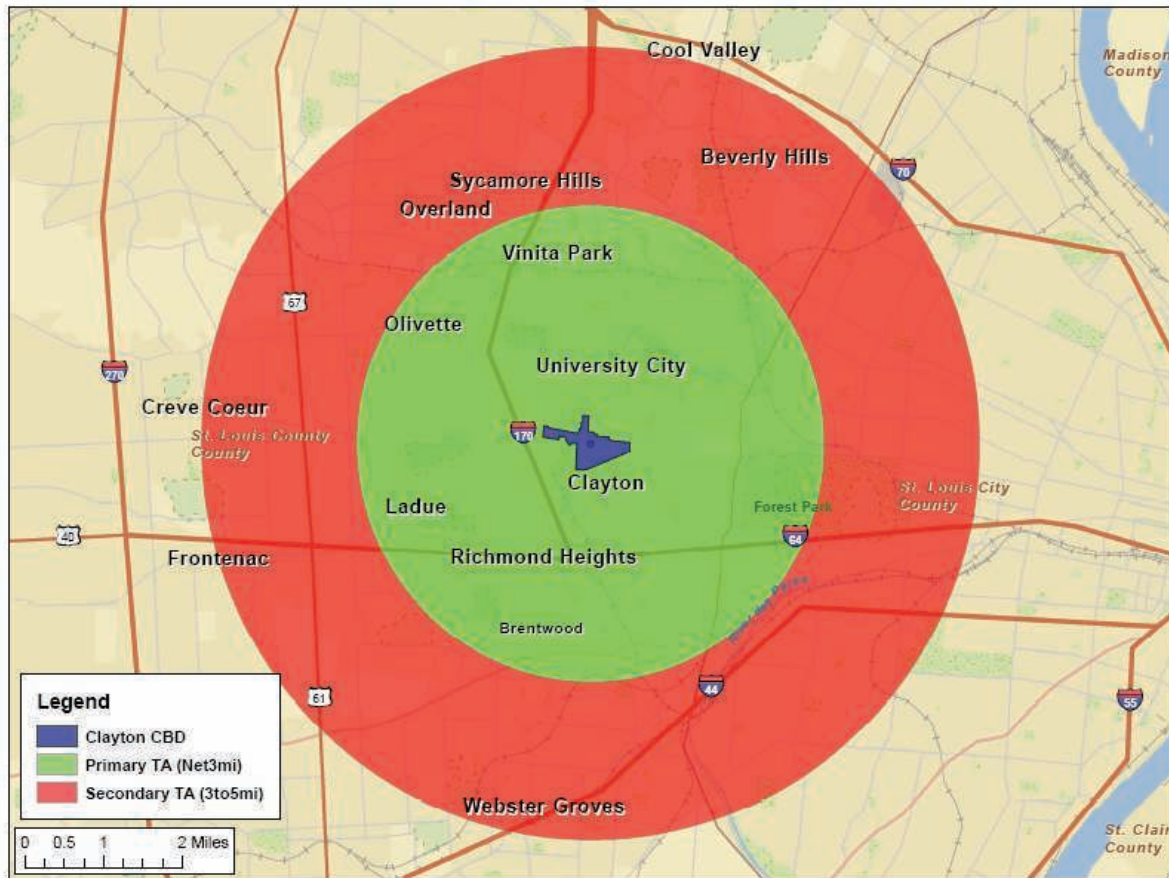 Cool Valley
Madison
County
Beverly Hills
70
Sycamore Hills
Overland
Vinita Park
67
Olivette
University City
270
Creve Coeur
St. Louis County
County
170
Clayton
Ladue
St. Louis City
County
Forest Park
40
64
Frontenac
Richmond Heights
Brentwood
44
61
55
Webster Groves
St. Clair
County
Legend
Clayton CBD
Primary TA (Net3mi)
Secondary TA (3to5mi)
0 0.5 1 2 Miles